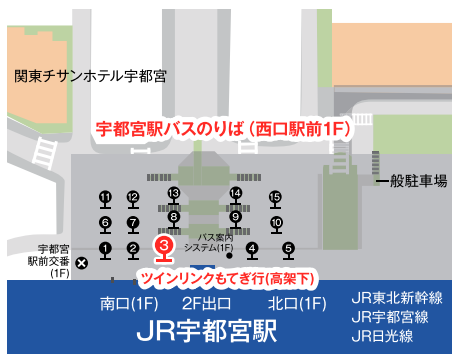 関東チサンホテル宇都宮
宇都宮駅バスのりば(西口駅前1F)
一般駐車場
11
12
13
14
15
6
7
8
9
10
宇都宮
駅前交番
(1F)
1
2
3
バス案内
システム(1F)
4
5
ツインリンクもてぎ行(高架下)
南口(1F)
2F出口
北口(1F)
JR宇都宮駅
JR東北新幹線
JR宇都宮線
JR日光線